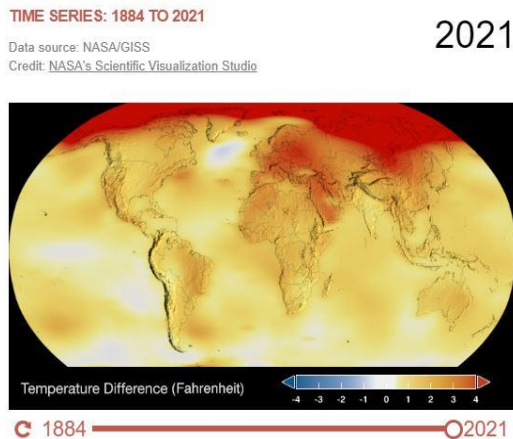 TIME SERIES: 1884 TO 2021
2021
Data source: NASA/GISS
Credit: NASA's Scientific Visualization Studio
Temperature Difference (Fahrenheit)
-4 -3 -2 -1 0 1 2 3 4
1884 2021